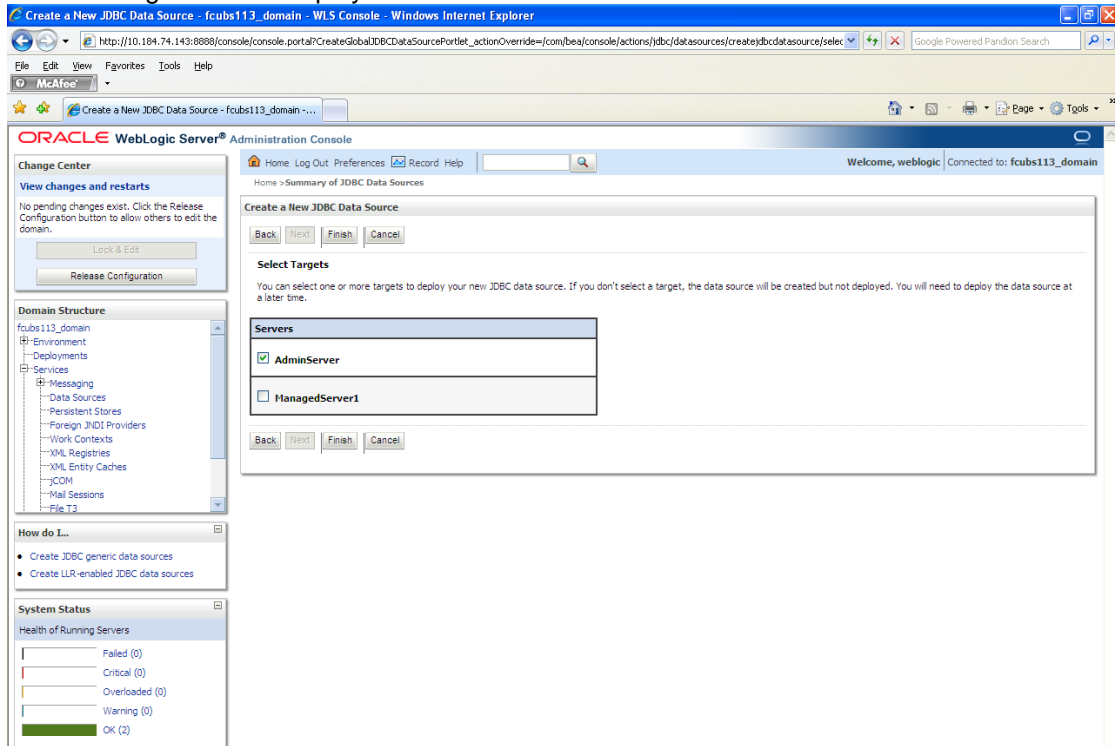 Create a New JDBC Data Source - fcubs113_domain - WLS Console - Windows Internet Explorer
http://10.184.74.143:8888/console/console.portal?CreateGlobalJDBCDataSourcePortlet_actionOverride=/com/bea/console/actions/jdbc/datasources/createjdbcdatasource/selec
Google Powered Pandion Search
File Edit View Favorites Tools Help
McAfee
Create a New JDBC Data Source - fcubs113_domain -...
Page Tools
ORACLE WebLogic Server® Administration Console
Change Center
View changes and restarts
No pending changes exist. Click the Release
Configuration button to allow others to edit the
domain.
Lock & Edit
Release Configuration
Domain Structure
fcubs113_domain
Environment
Deployments
Services
Messaging
Data Sources
Persistent Stores
Foreign JNDI Providers
Work Contexts
XML Registries
XML Entity Caches
jCOM
Mail Sessions
File T3
How do I...
Create JDBC generic data sources
Create LLR-enabled JDBC data sources
System Status
Health of Running Servers
Failed (0)
Critical (0)
Overloaded (0)
Warning (0)
OK (2)
Home Log Out Preferences Record Help
Welcome, weblogic Connected to: fcubs113_domain
Home >Summary of JDBC Data Sources
Create a New JDBC Data Source
Back Next Finish Cancel
Select Targets
You can select one or more targets to deploy your new JDBC data source. If you don't select a target, the data source will be created but not deployed. You will need to deploy the data source at
a later time.
Servers
AdminServer
ManagedServer1
Back Next Finish Cancel